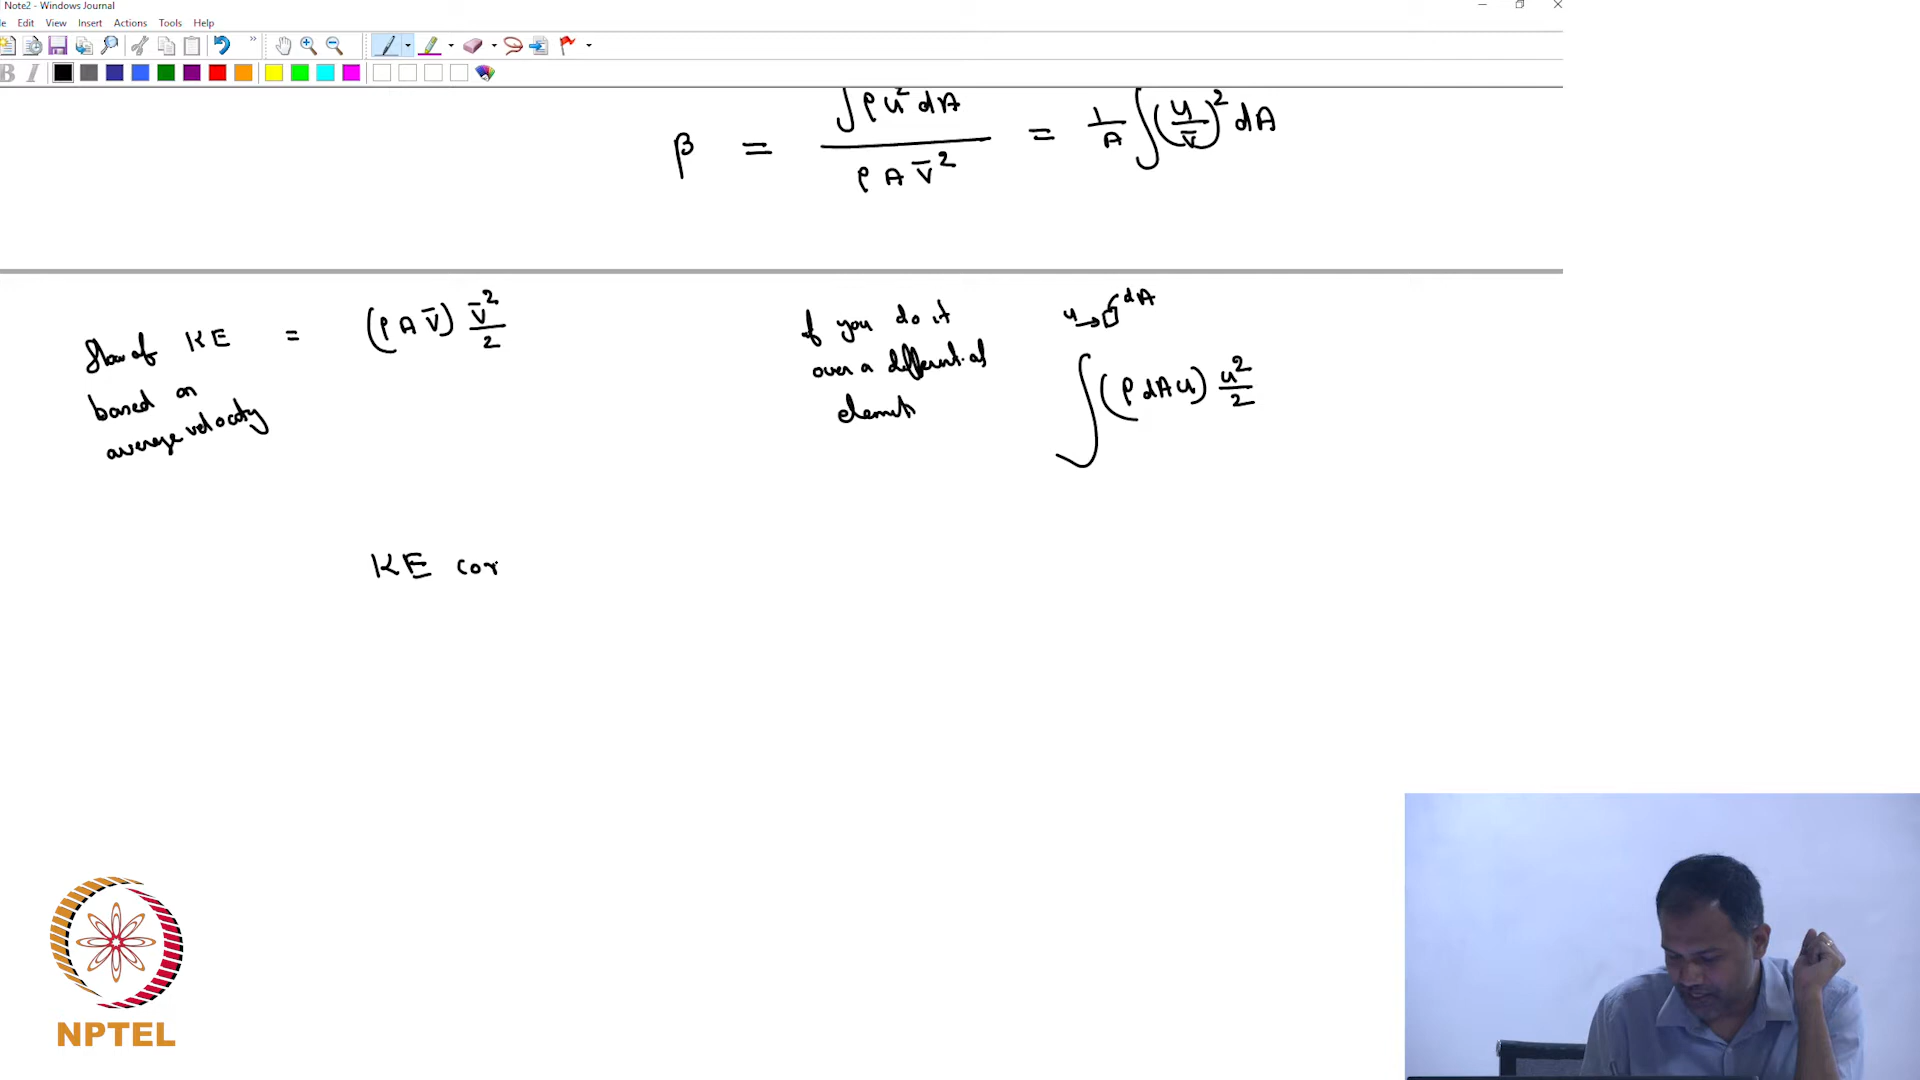 Note2 - Windows Journal
Edit View Insert Actions Tools Help
β = ∫ρu²dA / ρAV̄² = 1/A ∫(u/V̄)² dA
flow of KE = (ρAV̄) V̄²/2
based on
average velocity
If you do it
over a differential
element
u → dA
∫(ρdAu) u²/2
KE cor
NPTEL